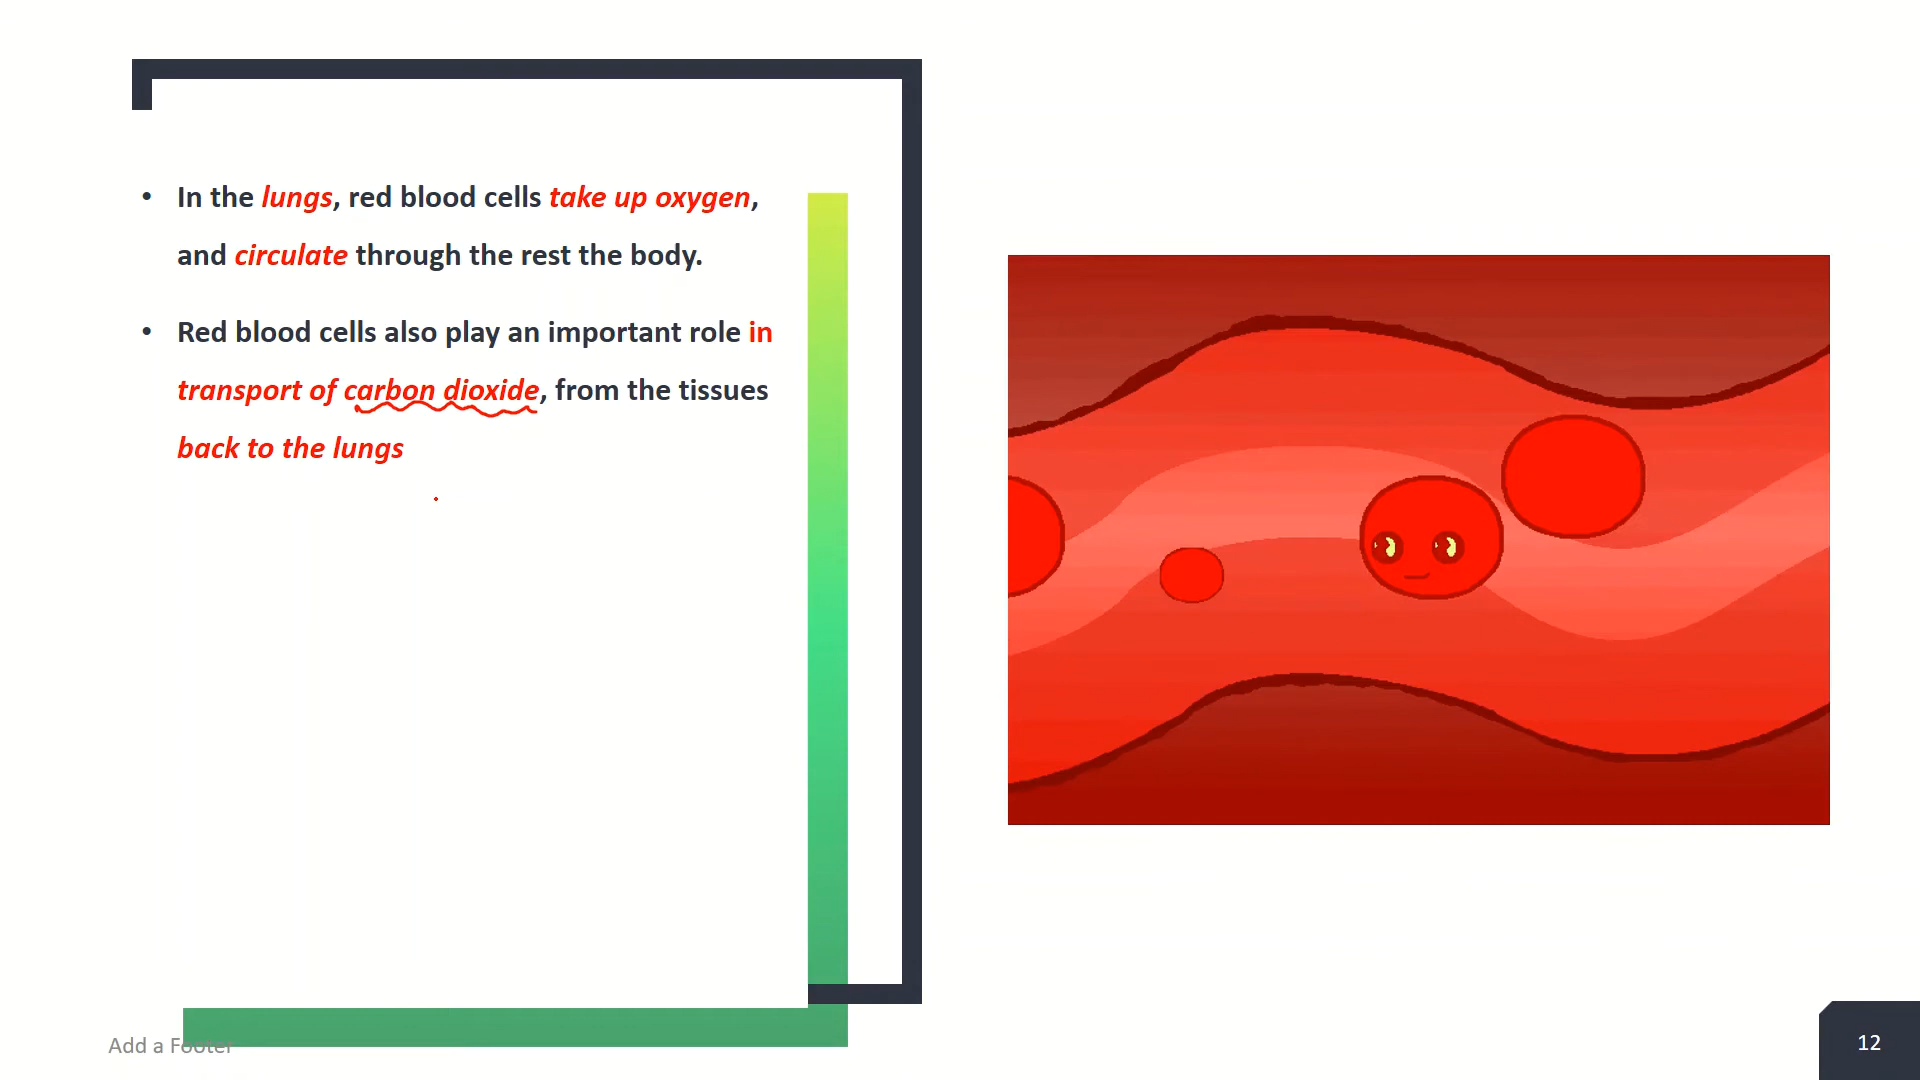 • In the lungs, red blood cells take up oxygen,
and circulate through the rest the body.
• Red blood cells also play an important role in
transport of carbon dioxide, from the tissues
back to the lungs
Add a Footer
12